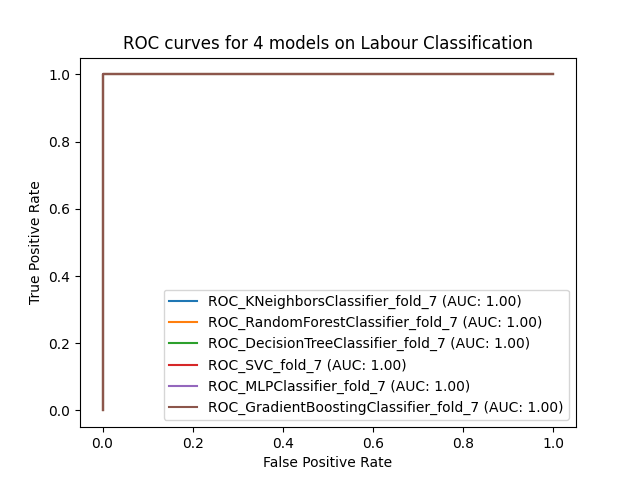 ROC curves for 4 models on Labour Classification
True Positive Rate
1.0
0.8
0.6
0.4
0.2
0.0
ROC_KNeighborsClassifier_fold_7 (AUC: 1.00)
ROC_RandomForestClassifier_fold_7 (AUC: 1.00)
ROC_DecisionTreeClassifier_fold_7 (AUC: 1.00)
ROC_SVC_fold_7 (AUC: 1.00)
ROC_MLPClassifier_fold_7 (AUC: 1.00)
ROC_GradientBoostingClassifier_fold_7 (AUC: 1.00)
0.0 0.2 0.4 0.6 0.8 1.0
False Positive Rate